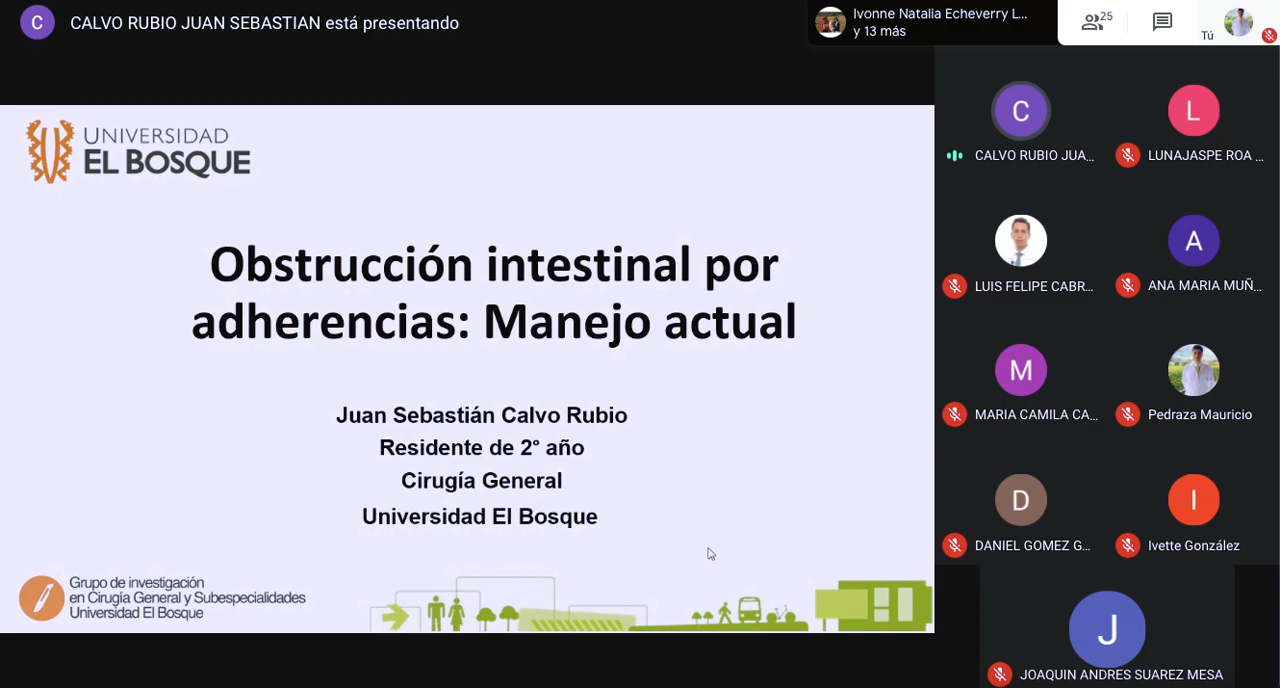 C
CALVO RUBIO JUAN SEBASTIAN está presentando
Ivonne Natalia Echeverry L...
y 13 más
25
Tú
UNIVERSIDAD
EL BOSQUE
Obstrucción intestinal por
adherencias: Manejo actual
Juan Sebastián Calvo Rubio
Residente de 2° año
Cirugía General
Universidad El Bosque
Grupo de investigación
en Cirugía General y Subespecialidades
Universidad El Bosque
C
CALVO RUBIO JUA...
L
LUNAJASPE ROA ...
LUIS FELIPE CABR...
A
ANA MARIA MUÑ...
M
MARIA CAMILA CA...
Pedraza Mauricio
D
DANIEL GOMEZ G...
I
Ivette González
J
JOAQUIN ANDRES SUAREZ MESA